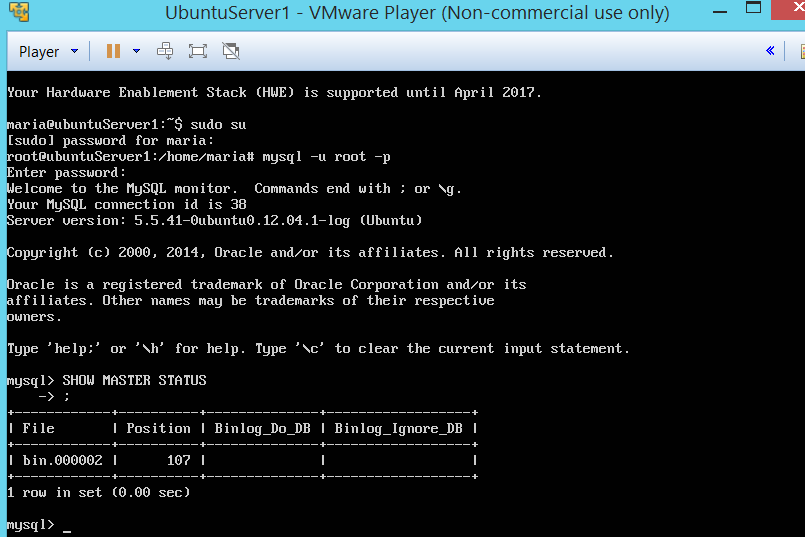 UbuntuServer1 - VMware Player (Non-commercial use only)
Player
Your Hardware Enablement Stack (HWE) is supported until April 2017.
maria@ubuntuServer1:~$ sudo su
[sudo] password for maria:
root@ubuntuServer1:/home/maria# mysql -u root -p
Enter password:
Welcome to the MySQL monitor.  Commands end with ; or \g.
Your MySQL connection id is 38
Server version: 5.5.41-0ubuntu0.12.04.1-log (Ubuntu)
Copyright (c) 2000, 2014, Oracle and/or its affiliates. All rights reserved.
Oracle is a registered trademark of Oracle Corporation and/or its
affiliates. Other names may be trademarks of their respective
owners.
Type 'help;' or '\h' for help. Type '\c' to clear the current input statement.
mysql> SHOW MASTER STATUS
    -> ;
+------------+----------+--------------+------------------+
| File       | Position | Binlog_Do_DB | Binlog_Ignore_DB |
+------------+----------+--------------+------------------+
| bin.000002 |      107 |              |                  |
+------------+----------+--------------+------------------+
1 row in set (0.00 sec)
mysql> _